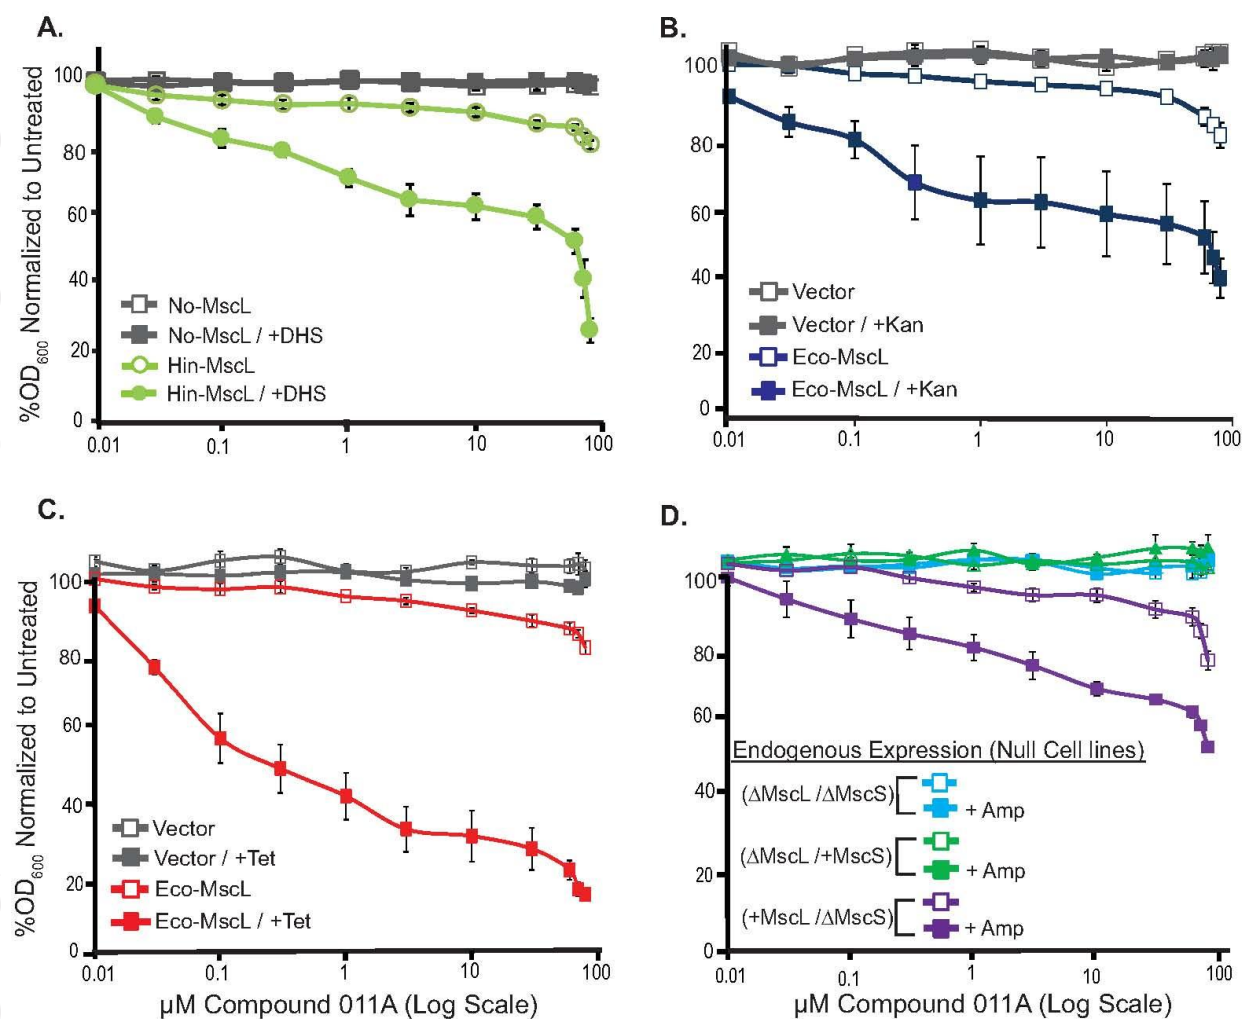 A.
%OD600 Normalized to Untreated
100
80
60
40
20
0
No-MscL
No-MscL / +DHS
Hin-MscL
Hin-MscL / +DHS
0.01 0.1 1 10 100
B.
100
80
60
40
20
0
Vector
Vector / +Kan
Eco-MscL
Eco-MscL / +Kan
0.01 0.1 1 10 100
C.
%OD600 Normalized to Untreated
100
80
60
40
20
0
Vector
Vector / +Tet
Eco-MscL
Eco-MscL / +Tet
0.01 0.1 1 10 100
µM Compound 011A (Log Scale)
D.
100
80
60
40
20
0
Endogenous Expression (Null Cell lines)
(ΔMscL /ΔMscS)
+ Amp
(ΔMscL /+MscS)
+ Amp
(+MscL /ΔMscS)
+ Amp
0.01 0.1 1 10 100
µM Compound 011A (Log Scale)